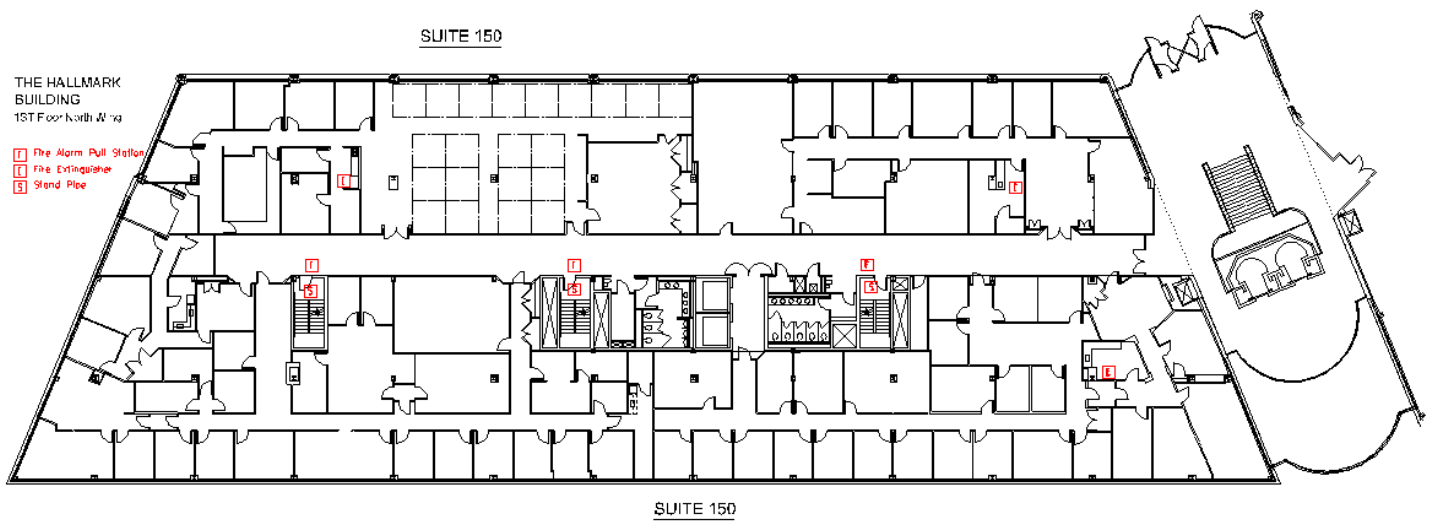 SUITE 150
THE HALLMARK
BUILDING
1ST Floor North Wing
F Fire Alarm Pull Station
E Fire Extinguisher
S Stand Pipe
E
F
F
F
F
S
S
S
E
SUITE 150